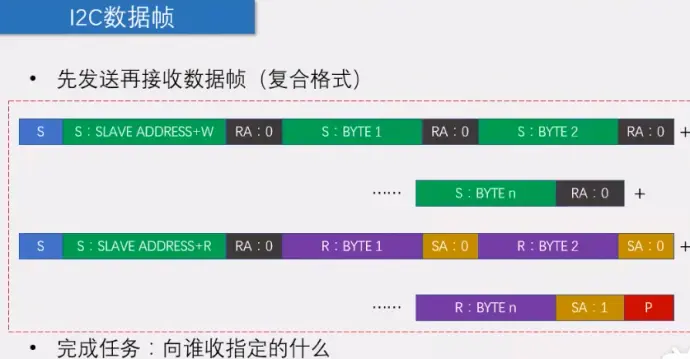 I2C数据帧
• 先发送再接收数据帧（复合格式）
S S：SLAVE ADDRESS+W RA：0 S：BYTE 1 RA：0 S：BYTE 2 RA：0 +
…… S：BYTE n RA：0 +
S S：SLAVE ADDRESS+R RA：0 R：BYTE 1 SA：0 R：BYTE 2 SA：0 +
…… R：BYTE n SA：1 P
• 完成任务：向谁收指定的什么